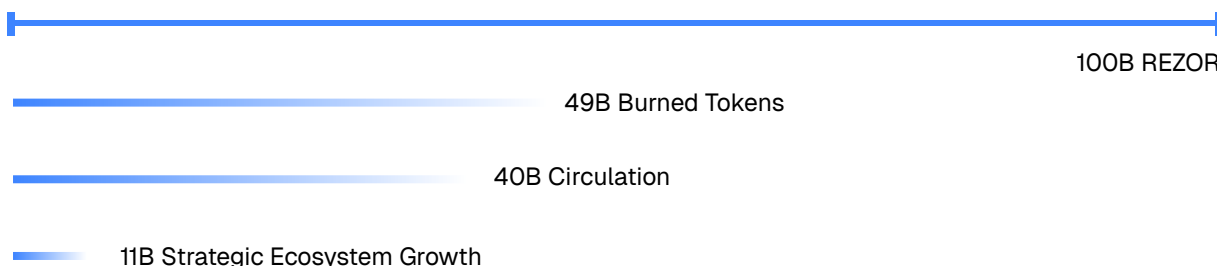 100B REZOR
49B Burned Tokens
40B Circulation
11B Strategic Ecosystem Growth